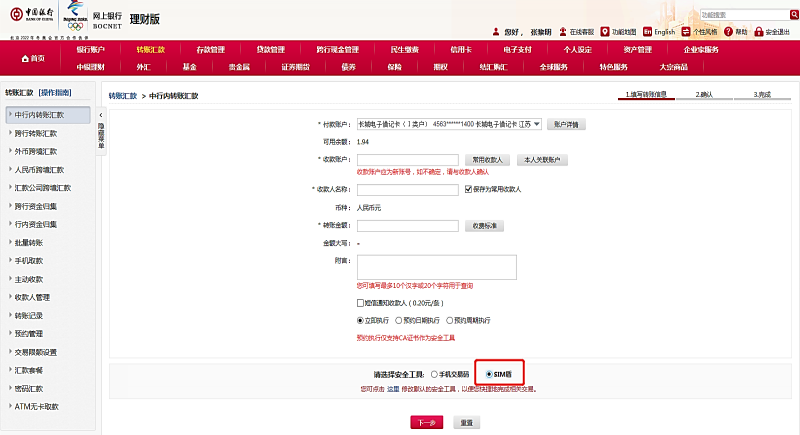 中国银行
BANK OF CHINA
BEIJING 2022
网上银行
BOCNET
理财版
北京2022年冬奥会官方合作伙伴
功能搜索
您好， 张黎明 在线客服 功能地图 En English 个性风格 帮助 安全退出
首页
银行账户 转账汇款 存款管理 贷款管理 跨行现金管理 民生缴费 信用卡 电子支付 个人设定 资产管理 企业家服务
中银理财 外汇 基金 贵金属 证券期货 债券 保险 期权 结汇购汇 全球服务 特色服务 大宗商品
转账汇款 [操作指南]
中行内转账汇款
跨行转账汇款
外币跨境汇款
人民币跨境汇款
汇款公司跨境汇款
跨行资金归集
行内资金归集
批量转账
手机取款
主动收款
收款人管理
转账记录
预约管理
交易限额设置
汇款套餐
密码汇款
ATM无卡取款
隐藏菜单
转账汇款 > 中行内转账汇款
1.填写转账信息 2.确认 3.完成
* 付款账户： 长城电子借记卡（Ⅰ类户） 4563******1400 长城电子借记卡 江苏 账户详情
可用余额： 1.94
* 收款账户： 常用收款人 本人关联账户
收款账户应为新账号，如不确定，请与收款人确认
* 收款人名称： 保存为常用收款人
币种： 人民币元
* 转账金额： 收费标准
金额大写： -
附言：
您可填写最多10个汉字或20个字符用于查询
短信通知收款人（0.20元/条）
立即执行 预约日期执行 预约周期执行
预约执行仅支持CA证书作为安全工具
请选择安全工具: 手机交易码 SIM盾
您可点击 这里 修改默认的安全工具，以便您快捷地完成相关交易。
下一步 重置